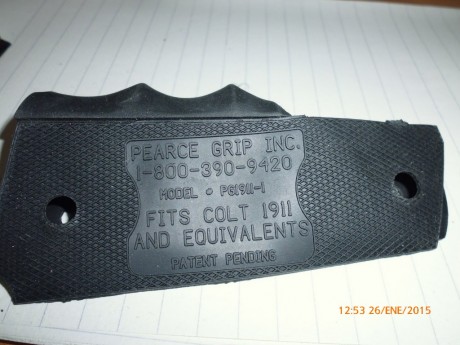 PEARCE GRIP INC.
1-800-390-9420
MODEL # PG1911-1
FITS COLT 1911
AND EQUIVALENTS
PATENT PENDING
12:53 26/ENE/2015